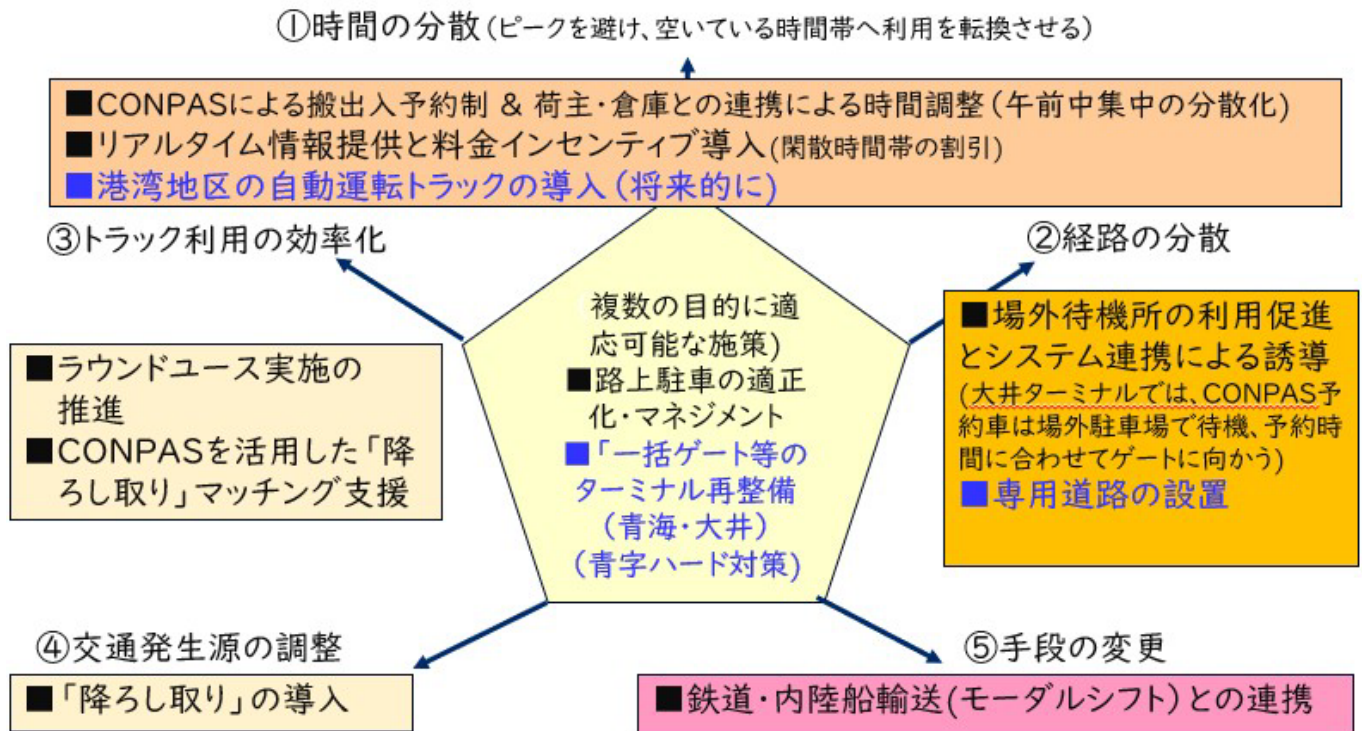 ①時間の分散(ピークを避け、空いている時間帯へ利用を転換させる)
■CONPASによる搬出入予約制 & 荷主・倉庫との連携による時間調整(午前中集中の分散化)
■リアルタイム情報提供と料金インセンティブ導入(閑散時間帯の割引)
■港湾地区の自動運転トラックの導入(将来的に)
③トラック利用の効率化
②経路の分散
複数の目的に適
応可能な施策)
■路上駐車の適正
化・マネジメント
■「一括ゲート等の
ターミナル再整備
(青海・大井)
(青字ハード対策)
■ラウンドユース実施の
推進
■CONPASを活用した「降
ろし取り」マッチング支援
■場外待機所の利用促進
とシステム連携による誘導
(大井ターミナルでは、CONPAS予
約車は場外駐車場で待機、予約時
間に合わせてゲートに向かう)
■専用道路の設置
④交通発生源の調整
■「降ろし取り」の導入
⑤手段の変更
■鉄道・内陸船輸送(モーダルシフト)との連携